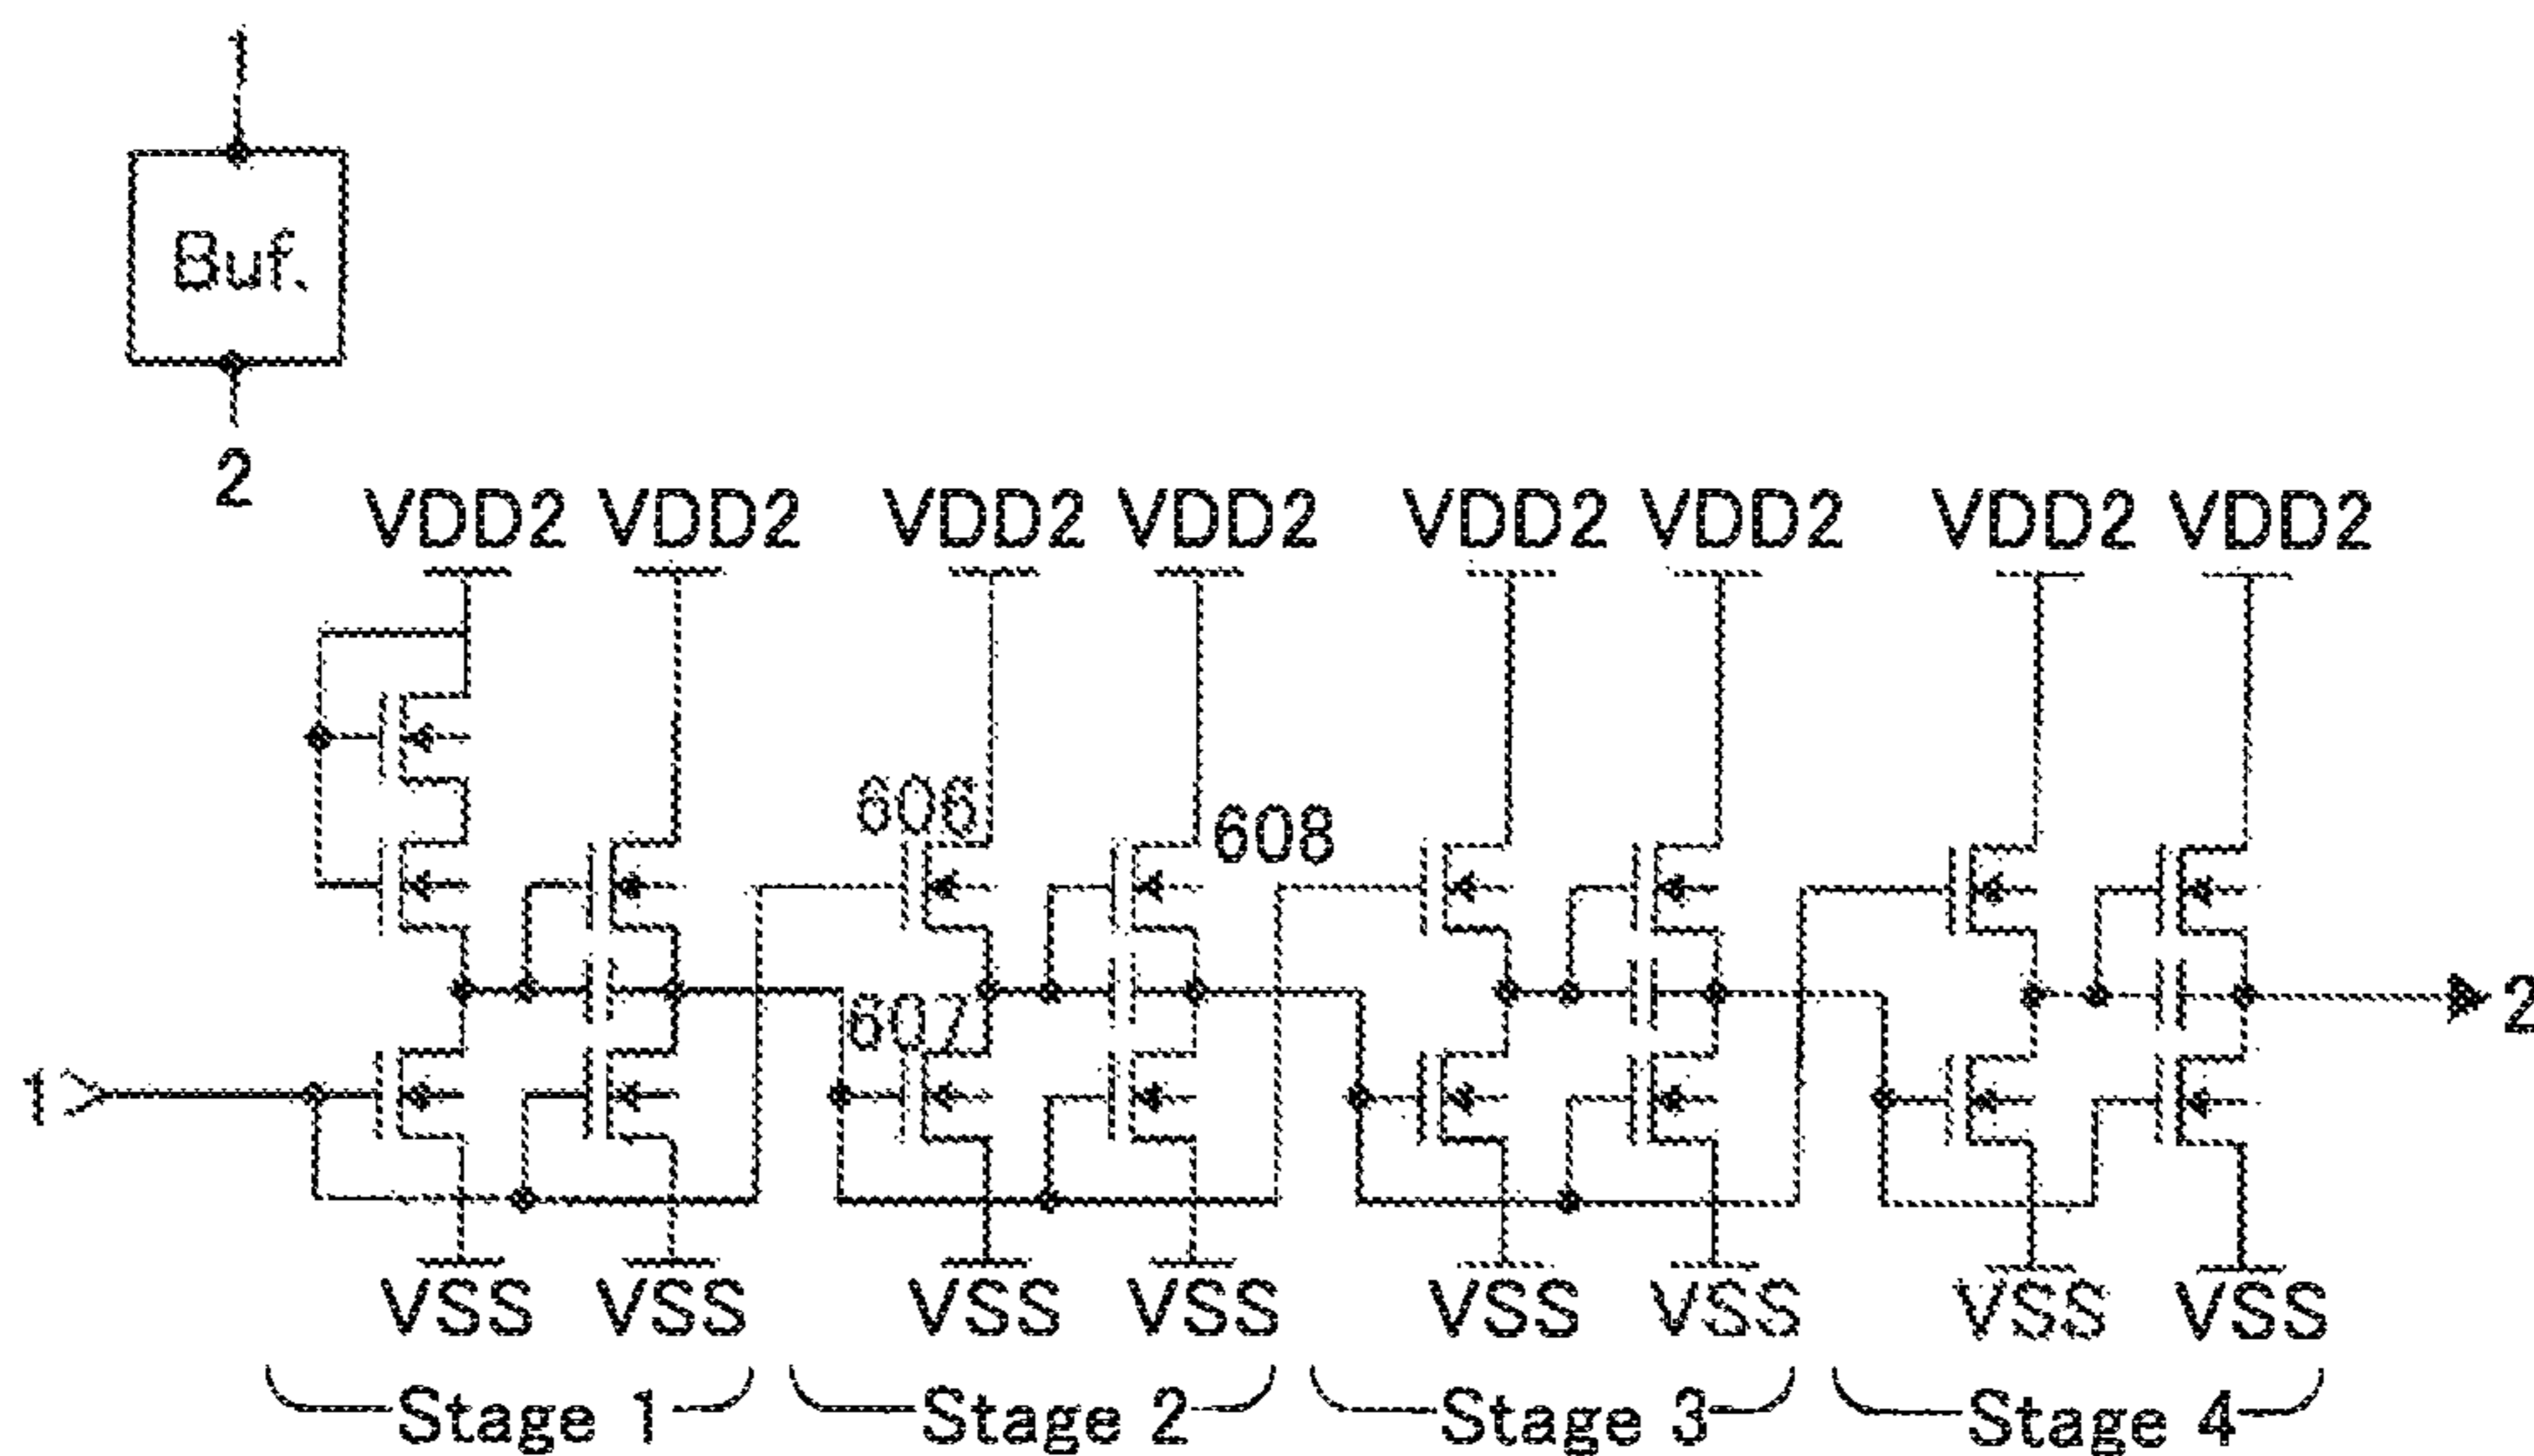 1
Buf.
2
VDD2 VDD2 VDD2 VDD2 VDD2 VDD2 VDD2 VDD2
606
608
607
2
1
VSS VSS VSS VSS VSS VSS VSS VSS
Stage 1 Stage 2 Stage 3 Stage 4